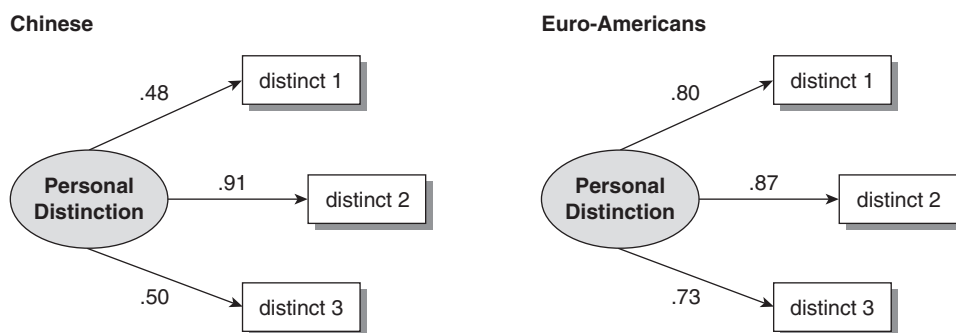 Chinese
distinct 1
.48
Personal
Distinction
.91
distinct 2
.50
distinct 3
Euro-Americans
distinct 1
.80
Personal
Distinction
.87
distinct 2
.73
distinct 3